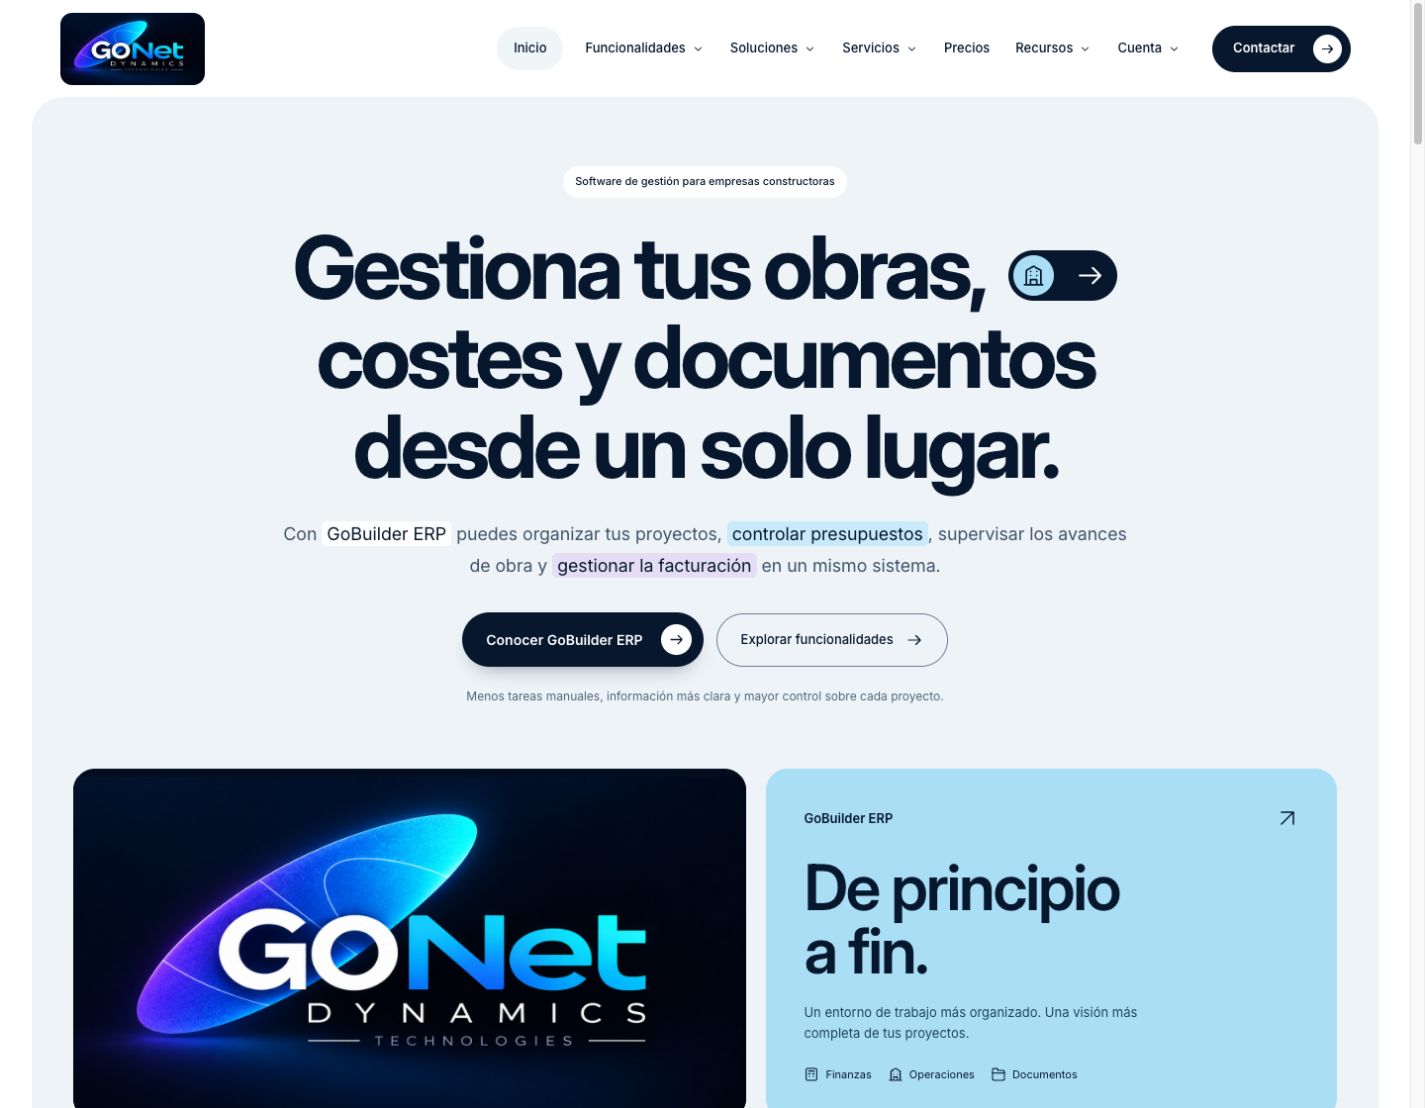 GoNet
DYNAMICS
TECHNOLOGIES
Inicio
Funcionalidades
Soluciones
Servicios
Precios
Recursos
Cuenta
Contactar
Software de gestión para empresas constructoras
Gestiona tus obras,
costes y documentos
desde un solo lugar.
Con GoBuilder ERP puedes organizar tus proyectos, controlar presupuestos, supervisar los avances
de obra y gestionar la facturación en un mismo sistema.
Conocer GoBuilder ERP
Explorar funcionalidades
Menos tareas manuales, información más clara y mayor control sobre cada proyecto.
GoNet
DYNAMICS
TECHNOLOGIES
GoBuilder ERP
De principio
a fin.
Un entorno de trabajo más organizado. Una visión más
completa de tus proyectos.
Finanzas
Operaciones
Documentos